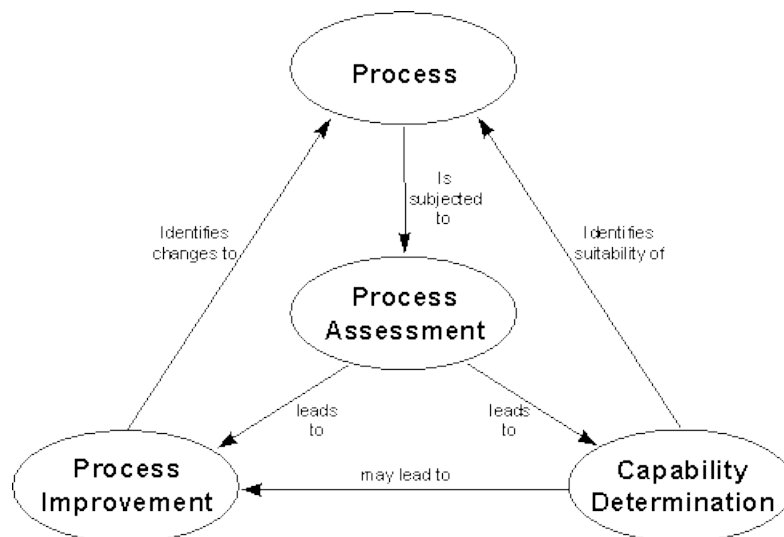 Process
Is
subjected
to
Identifies
changes to
Identifies
suitability of
Process
Assessment
leads
to
leads
to
Process
Improvement
may lead to
Capability
Determination